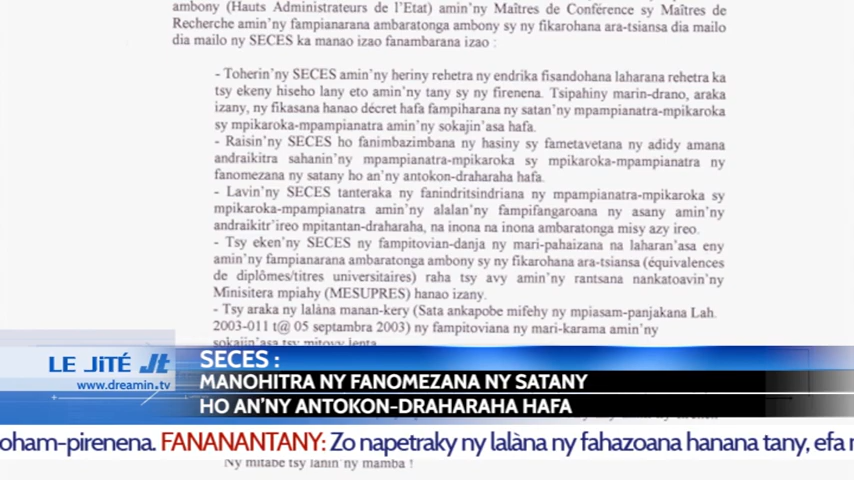 ambony (Hauts Administrateurs de l'Etat) amin'ny Maîtres de Conférence sy Maîtres de
Recherche amin'ny fampianarana ambaratonga ambony sy ny fikarohana ara-tsiansa dia mailo
dia mailo ny SECES ka manao izao fanambarana izao :
- Toherin'ny SECES amin'ny heriny rehetra ny endrika fisandohana laharana rehetra ka
tsy ekeny hiseho lany eto amin'ny tany sy ny firenena. Tsipahiny marin-drano, araka
izany, ny fikasana hanao décret hafa fampiharana ny satan'ny mpampianatra-mpikaroka
sy mpikaroka-mpampianatra amin'ny sokajin'asa hafa.
- Raisin'ny SECES ho fanimbazimbana ny hasiny sy fametavetana ny adidy amana
andraikitra sahanin'ny mpampianatra-mpikaroka sy mpikaroka-mpampianatra ny
fanomezana ny satany ho an'ny antokon-draharaha hafa.
- Lavin'ny SECES tanteraka ny fanindritsindriana ny mpampianatra-mpikaroka sy
mpikaroka-mpampianatra amin'ny alalan'ny fampifangaroana ny asany amin'ny
andraikitr'ireo mpitantan-draharaha, na inona na inona ambaratonga misy azy ireo.
- Tsy eken'ny SECES ny fampitovian-danja ny mari-pahaizana na laharan'asa eny
amin'ny fampianarana ambaratonga ambony sy ny fikarohana ara-tsiansa (équivalences
de diplômes/titres universitaires) raha tsy avy amin'ny rantsana nankatoavin'ny
Minisitera mpiahy (MESUPRES) hanao izany.
- Tsy araka ny lalàna manan-kery (Sata ankapobe mifehy ny mpiasam-panjakana Lah.
2003-011 t@ 05 septambra 2003) ny fampitoviana ny mari-karama amin'ny
sokajin'asa tsy mitovy lenta.
LE JiTÉ Jt
www.dreamin.tv
SECES :
MANOHITRA NY FANOMEZANA NY SATANY
HO AN'NY ANTOKON-DRAHARAHA HAFA
oham-pirenena. FANANANTANY: Zo napetraky ny lalàna ny fahazoana hanana tany, efa
Ny mitabe tsy lanin'ny mamba !